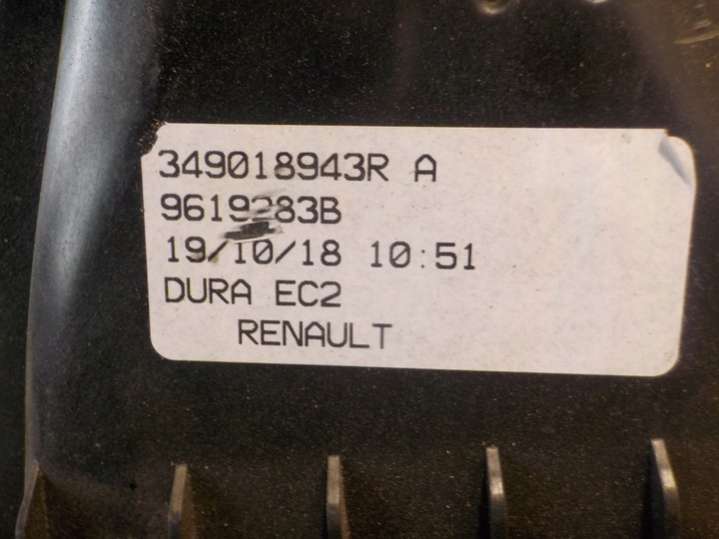 349018943R A
9619283B
19/10/18 10:51
DURA EC2
RENAULT